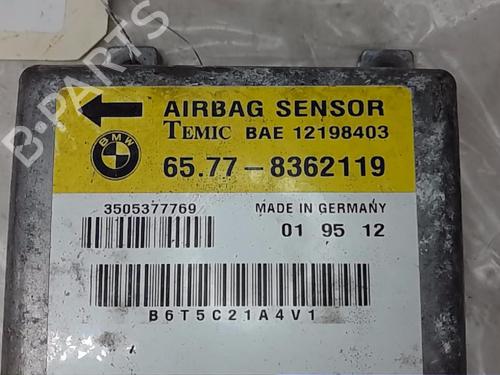 B-PARTS
AIRBAG SENSOR
TEMIC BAE 12198403
BMW
65.77-8362119
3505377769
MADE IN GERMANY
01 95 12
B6T5C21A4V1